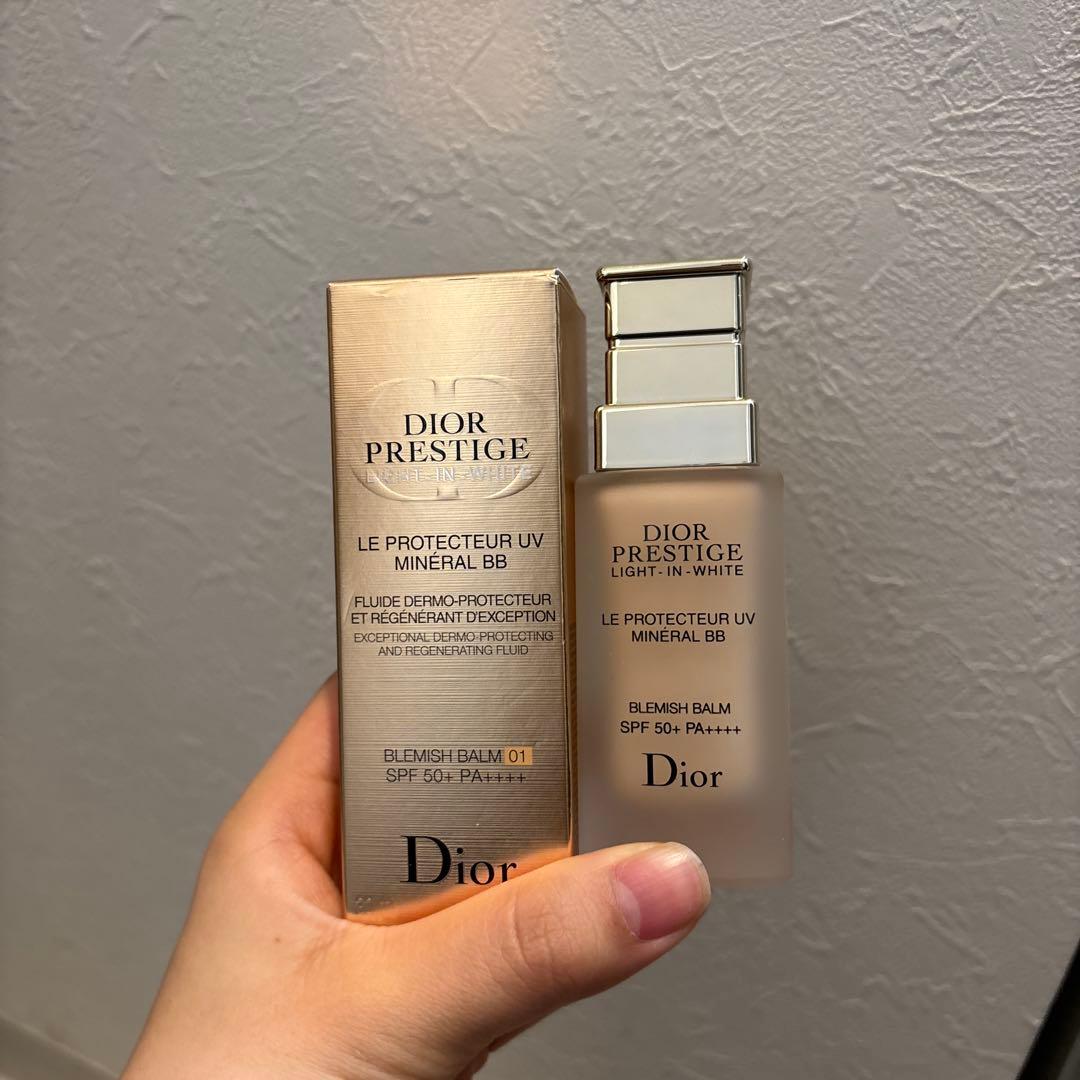 DIOR
PRESTIGE
LIGHT-IN-WHITE
LE PROTECTEUR UV
MINÉRAL BB
FLUIDE DERMO-PROTECTEUR
ET RÉGÉNÉRANT D'EXCEPTION
EXCEPTIONAL DERMO-PROTECTING
AND REGENERATING FLUID
BLEMISH BALM 01
SPF 50+ PA++++
Dior
DIOR
PRESTIGE
LIGHT-IN-WHITE
LE PROTECTEUR UV
MINÉRAL BB
BLEMISH BALM
SPF 50+ PA++++
Dior